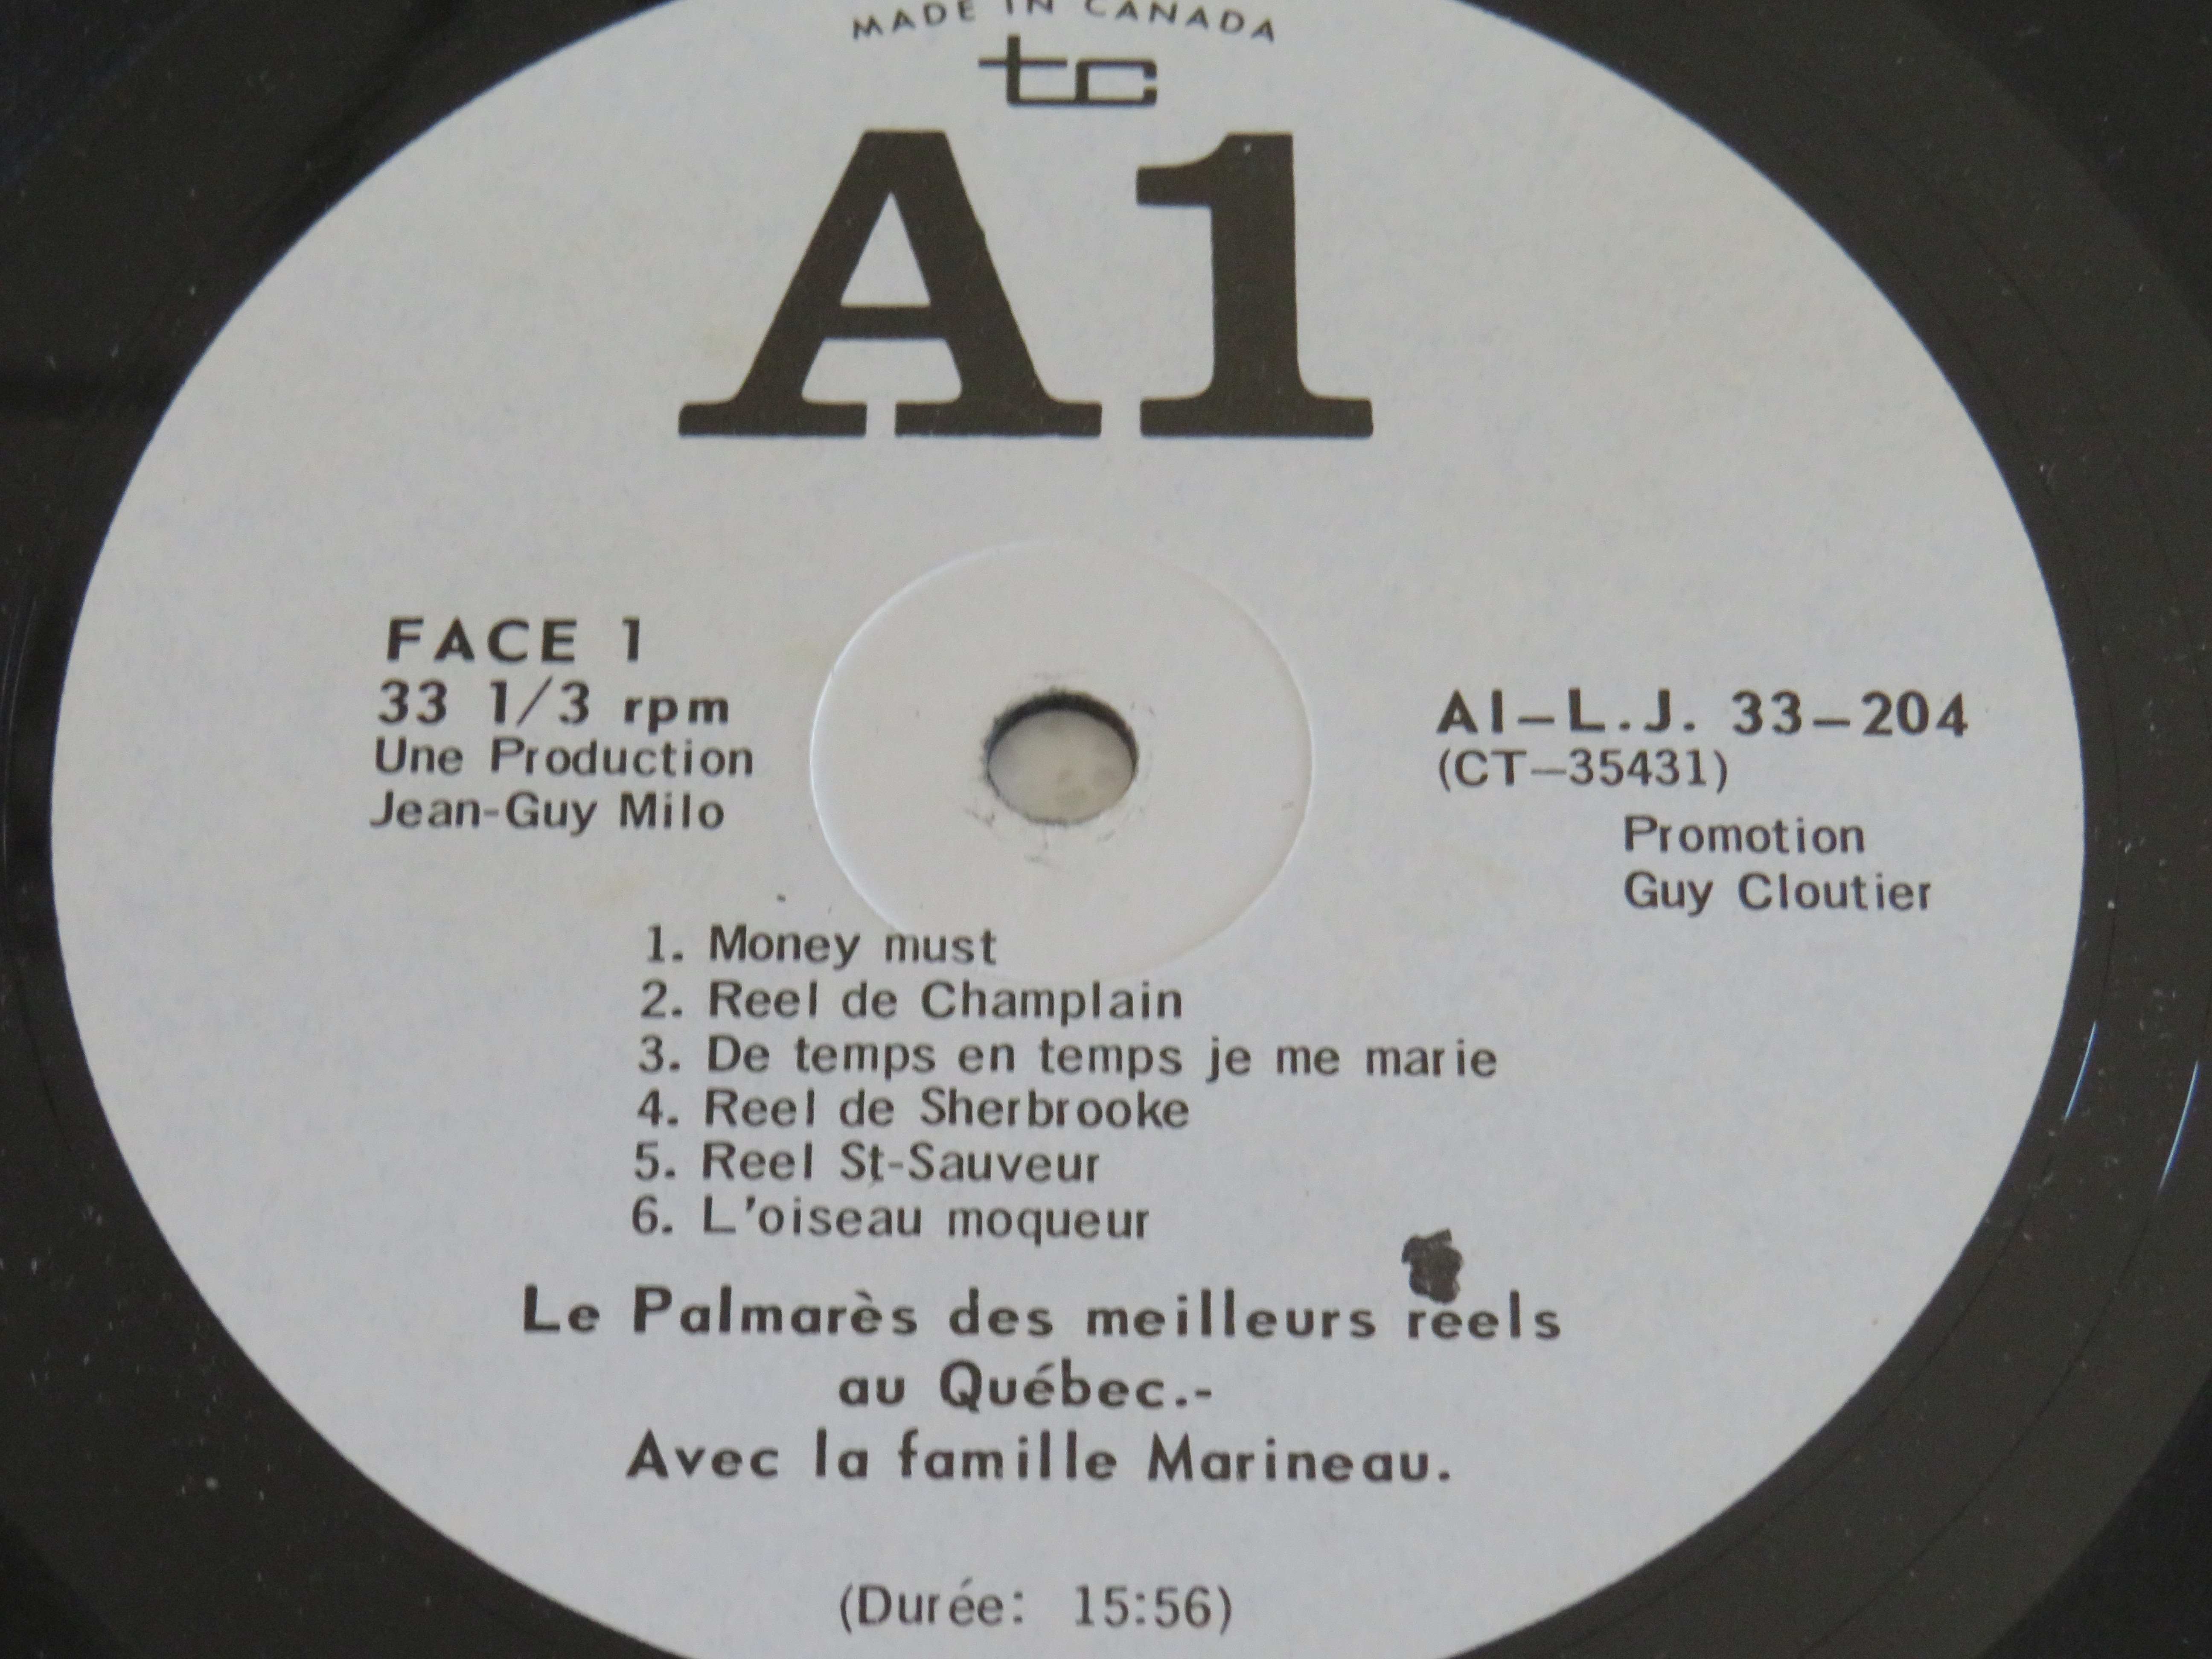 MADE IN CANADA
tc
A1
FACE 1
33 1/3 rpm
Une Production
Jean-Guy Milo
AI-L.J. 33-204
(CT-35431)
Promotion
Guy Cloutier
1. Money must
2. Reel de Champlain
3. De temps en temps je me marie
4. Reel de Sherbrooke
5. Reel St-Sauveur
6. L'oiseau moqueur
Le Palmarès des meilleurs reels
au Québec.-
Avec la famille Marineau.
(Durée: 15:56)